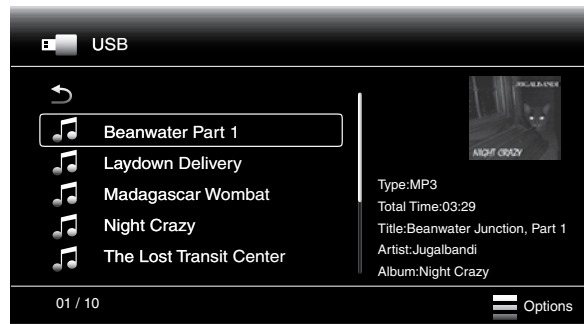 USB
Beanwater Part 1
Laydown Delivery
Madagascar Wombat
Night Crazy
The Lost Transit Center
JUGALBANDI
NIGHT CRAZY
Type:MP3
Total Time:03:29
Title:Beanwater Junction, Part 1
Artist:Jugalbandi
Album:Night Crazy
01 / 10
Options